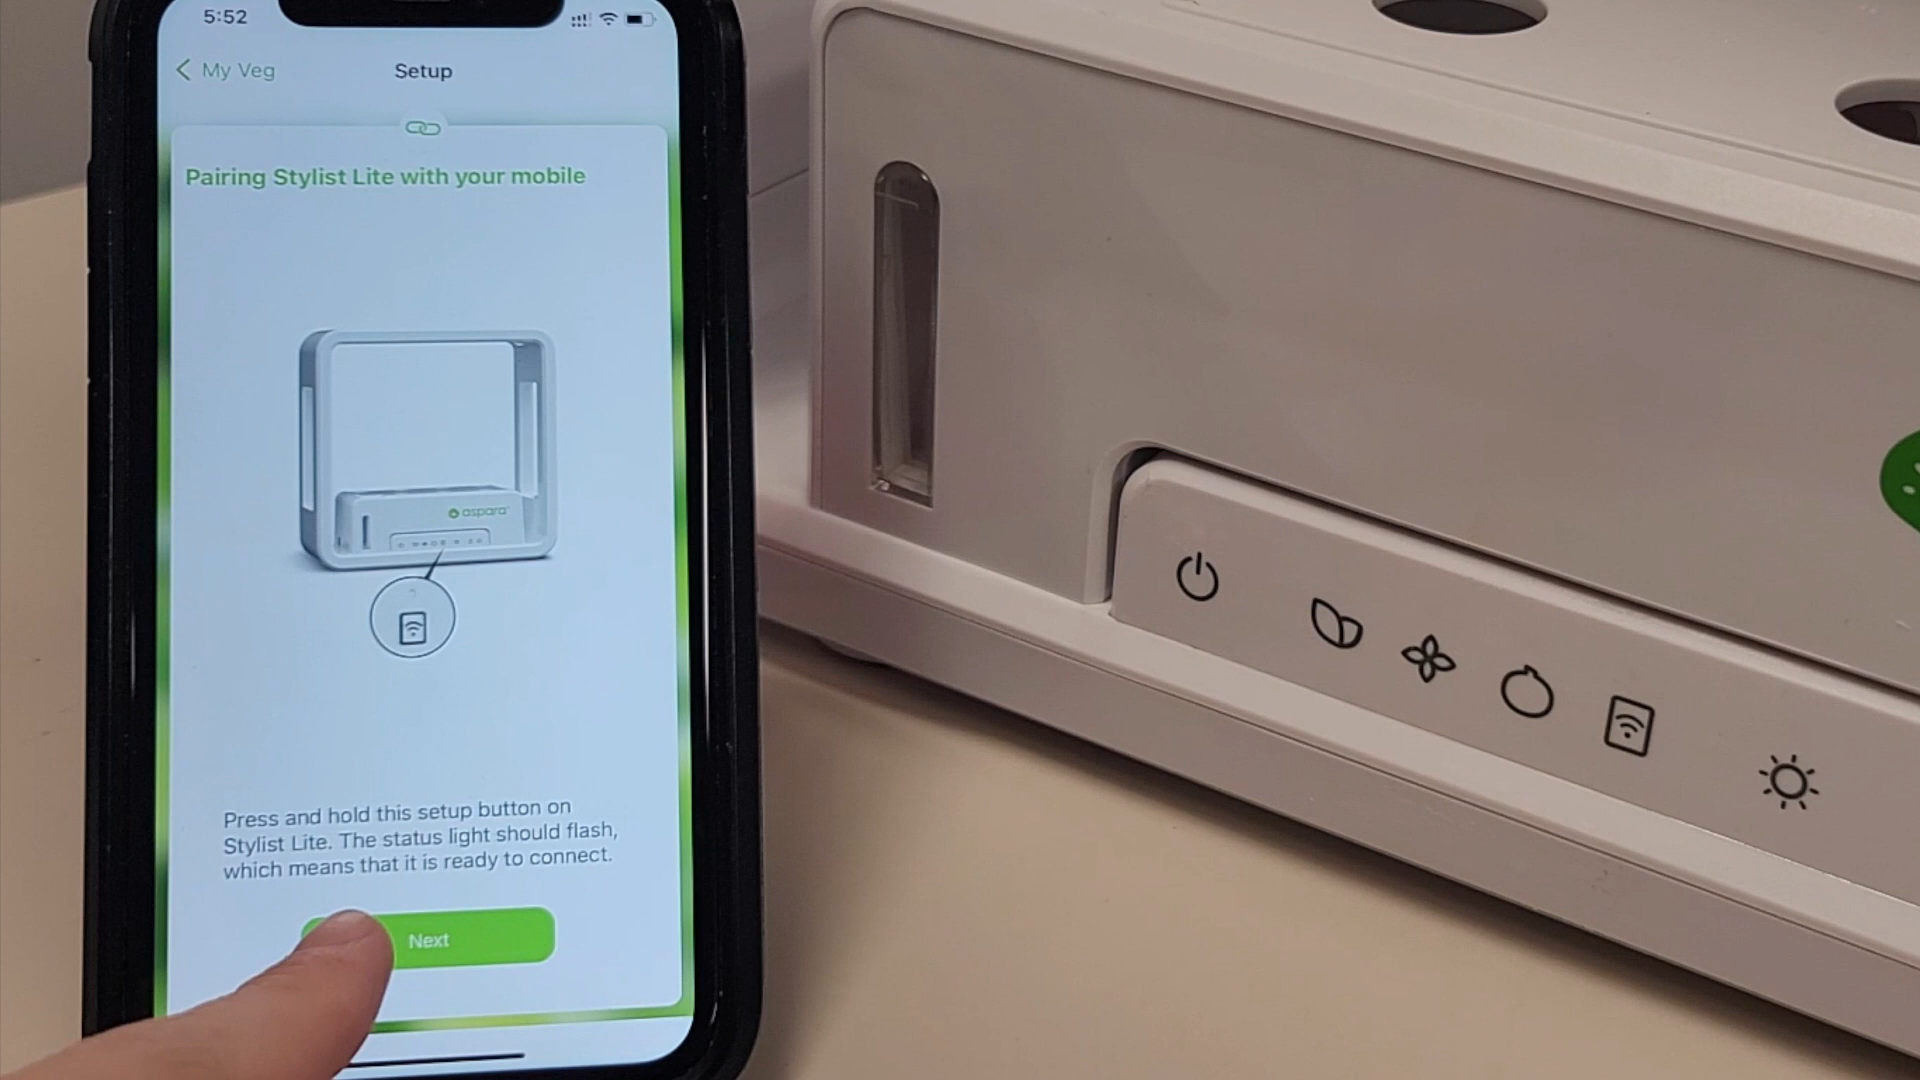 5:52
My Veg
Setup
Pairing Stylist Lite with your mobile
aspara
Press and hold this setup button on
Stylist Lite. The status light should flash,
which means that it is ready to connect.
Next